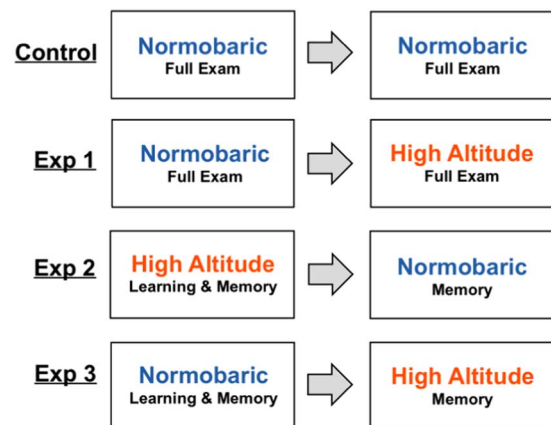 Control
Normobaric
Full Exam
Normobaric
Full Exam
Exp 1
Normobaric
Full Exam
High Altitude
Full Exam
Exp 2
High Altitude
Learning & Memory
Normobaric
Memory
Exp 3
Normobaric
Learning & Memory
High Altitude
Memory